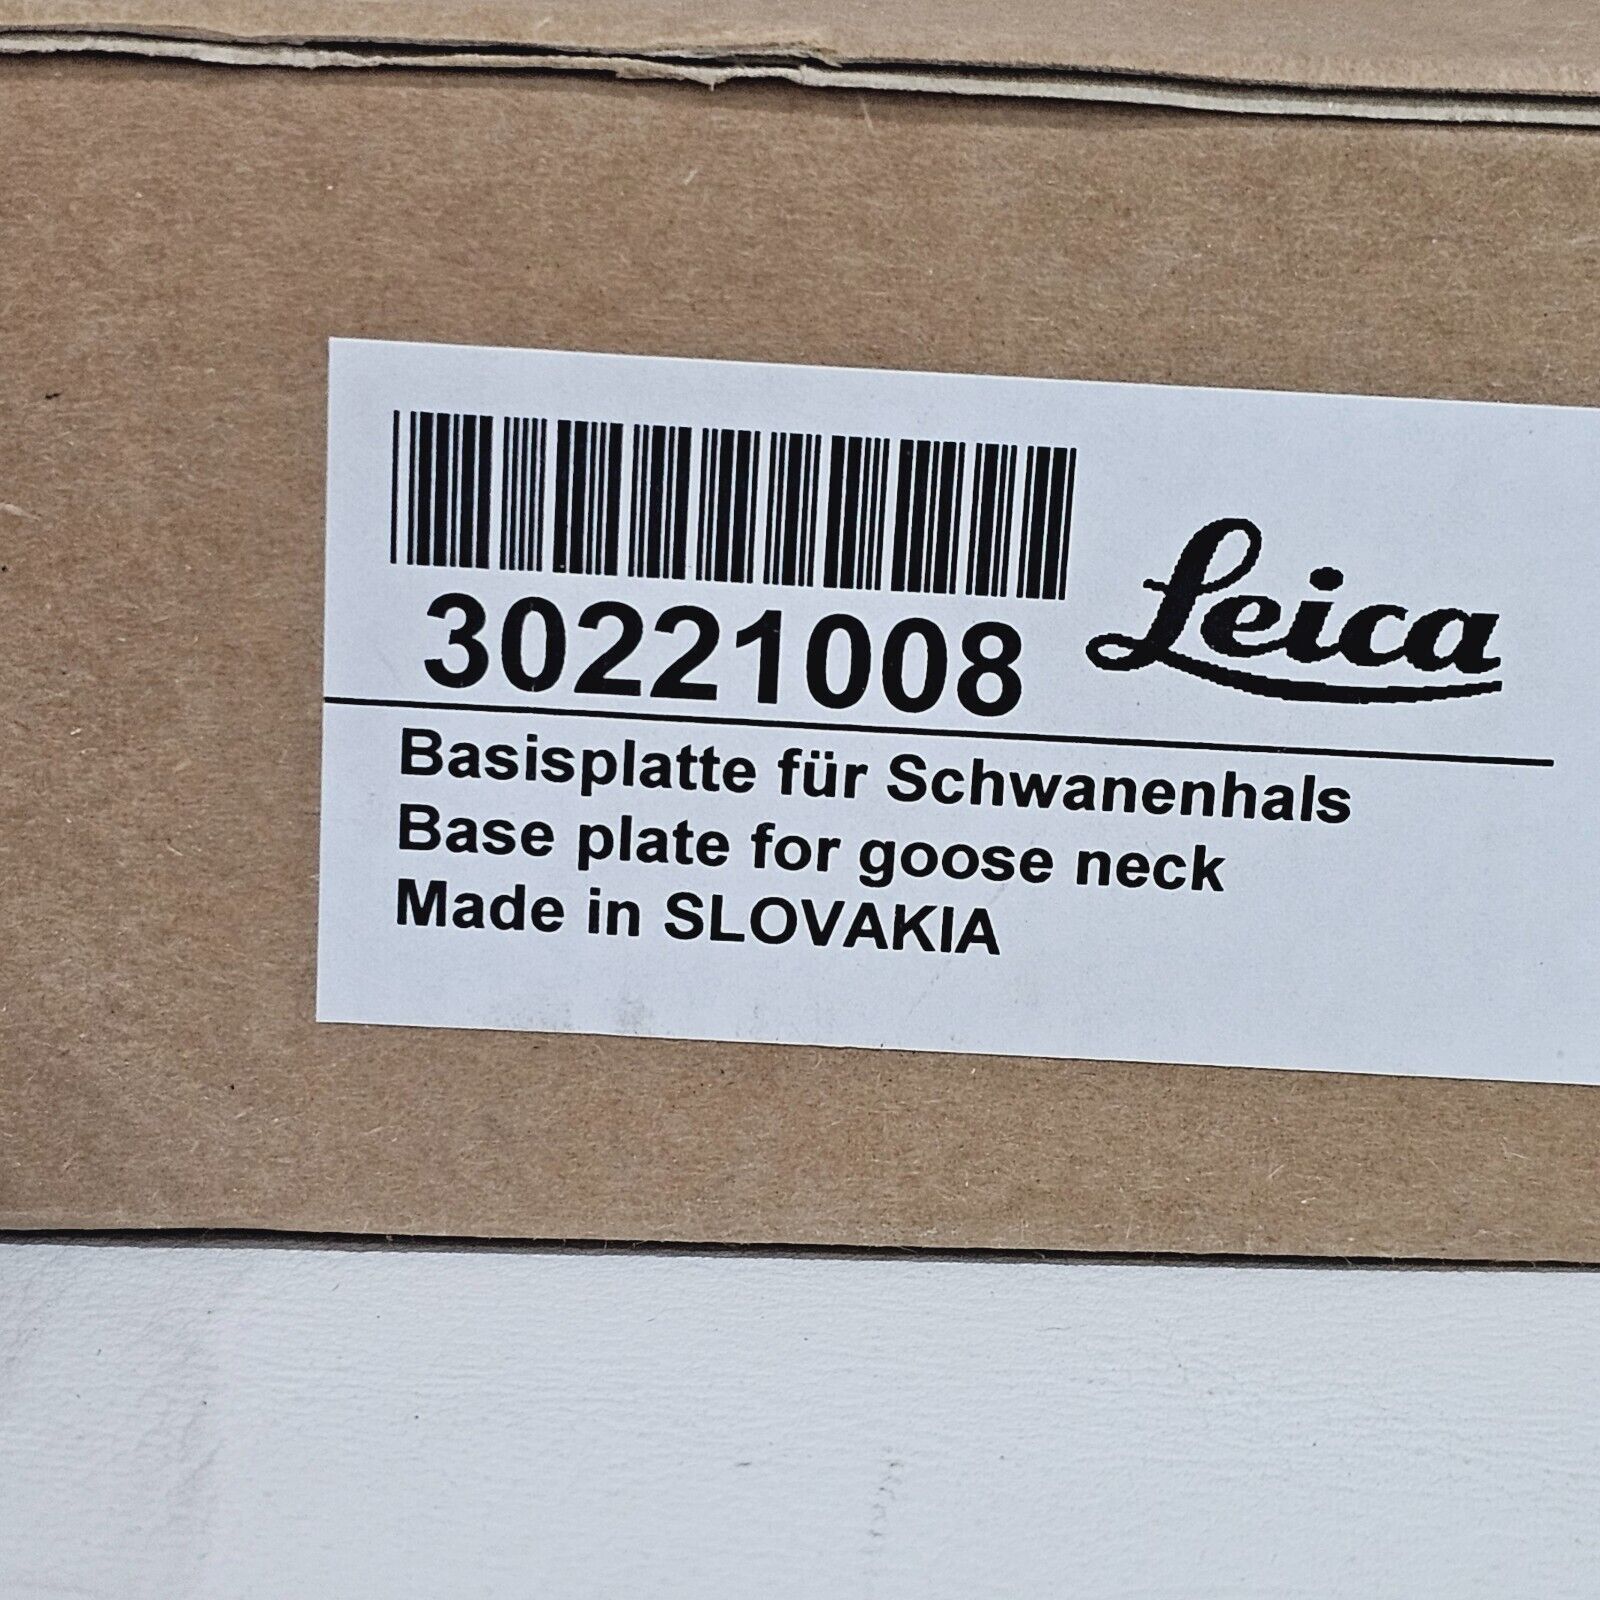 30221008
Leica
Basisplatte für Schwanenhals
Base plate for goose neck
Made in SLOVAKIA